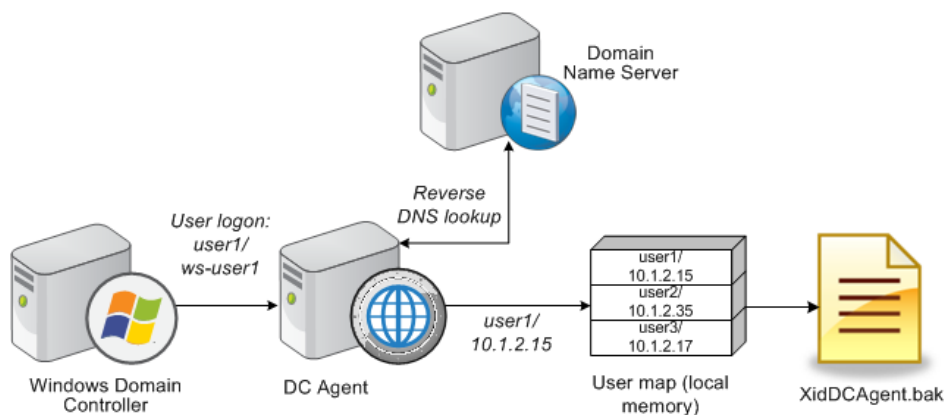 Domain
Name Server
Reverse
DNS lookup
User logon:
user1/
ws-user1
user1/
10.1.2.15
user2/
10.1.2.35
user3/
10.1.2.17
user1/
10.1.2.15
Windows Domain
Controller
DC Agent
User map (local
memory)
XidDCAgent.bak